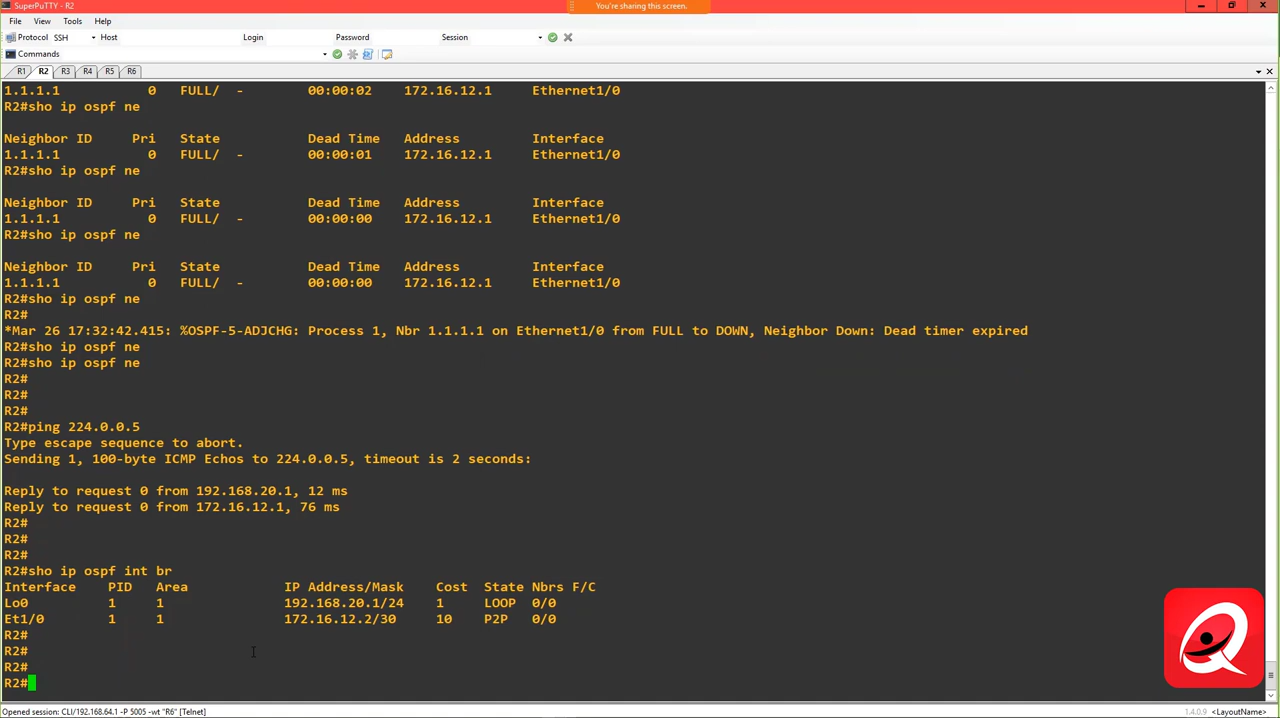 SuperPuTTY - R2
You're sharing this screen.
File View Tools Help
Protocol SSH Host Login Password Session
Commands
R1 R2 R3 R4 R5 R6
1.1.1.1 0 FULL/ - 00:00:02 172.16.12.1 Ethernet1/0
R2#sho ip ospf ne
Neighbor ID Pri State Dead Time Address Interface
1.1.1.1 0 FULL/ - 00:00:01 172.16.12.1 Ethernet1/0
R2#sho ip ospf ne
Neighbor ID Pri State Dead Time Address Interface
1.1.1.1 0 FULL/ - 00:00:00 172.16.12.1 Ethernet1/0
R2#sho ip ospf ne
Neighbor ID Pri State Dead Time Address Interface
1.1.1.1 0 FULL/ - 00:00:00 172.16.12.1 Ethernet1/0
R2#sho ip ospf ne
R2#
*Mar 26 17:32:42.415: %OSPF-5-ADJCHG: Process 1, Nbr 1.1.1.1 on Ethernet1/0 from FULL to DOWN, Neighbor Down: Dead timer expired
R2#sho ip ospf ne
R2#sho ip ospf ne
R2#
R2#
R2#
R2#ping 224.0.0.5
Type escape sequence to abort.
Sending 1, 100-byte ICMP Echos to 224.0.0.5, timeout is 2 seconds:
Reply to request 0 from 192.168.20.1, 12 ms
Reply to request 0 from 172.16.12.1, 76 ms
R2#
R2#
R2#
R2#sho ip ospf int br
Interface PID Area IP Address/Mask Cost State Nbrs F/C
Lo0 1 1 192.168.20.1/24 1 LOOP 0/0
Et1/0 1 1 172.16.12.2/30 10 P2P 0/0
R2#
R2#
R2#
R2#
Opened session: CLI/192.168.64.1 -P 5005 -wt "R6" [Telnet]
1.4.0.9 <LayoutName>